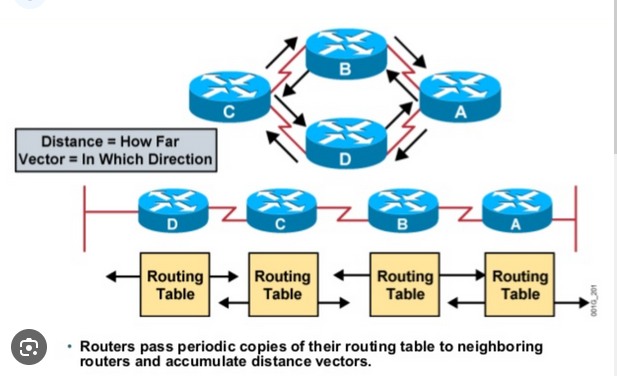 B
C
A
D
Distance = How Far
Vector = In Which Direction
D
C
B
A
Routing
Table
Routing
Table
Routing
Table
Routing
Table
001G_201
• Routers pass periodic copies of their routing table to neighboring
routers and accumulate distance vectors.